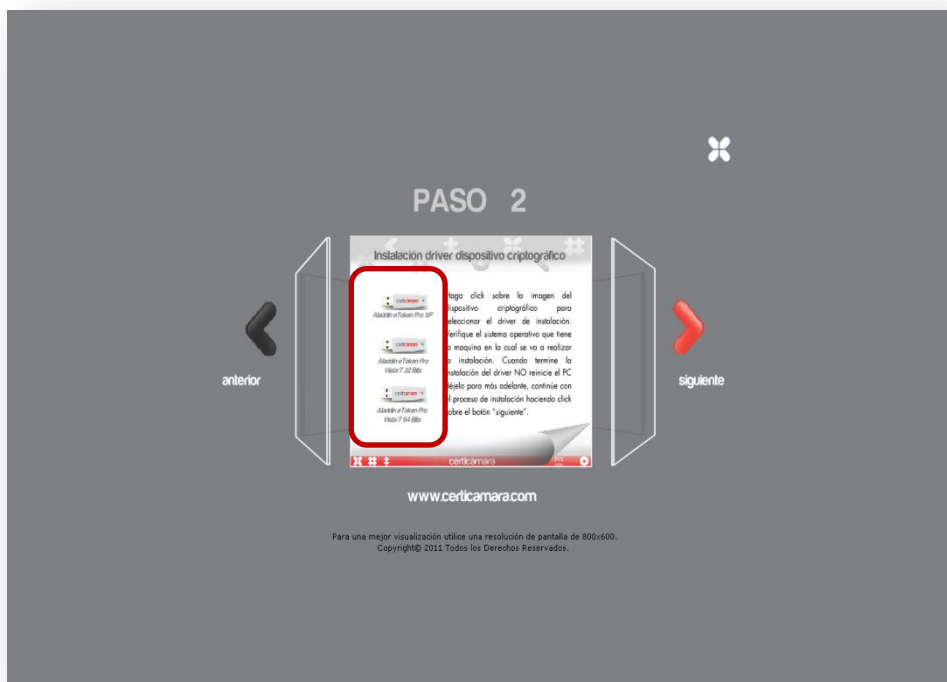 PASO 2
Instalación driver dispositivo criptográfico
certicámara
Aladdin eToken Pro XP
certicámara
Aladdin eToken Pro
Vista/7 32 Bits
certicámara
Aladdin eToken Pro
Vista/7 64 Bits
Haga click sobre la imagen del
dispositivo criptográfico para
seleccionar el driver de instalación.
Verifique el sistema operativo que tiene
la maquina en la cual se va a realizar
la instalación. Cuando termine la
instalación del driver NO reinicie el PC
déjelo para más adelante, continúe con
el proceso de instalación haciendo click
sobre el botón "siguiente".
certicámara
anterior
siguiente
www.certicamara.com
Para una mejor visualización utilice una resolución de pantalla de 800x600.
Copyright© 2011 Todos los Derechos Reservados.